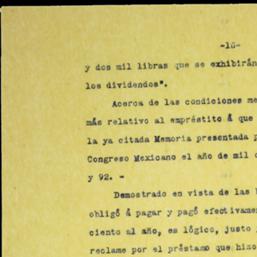 -18-
y dos mil libras que se exhibirán
los dividendos".
Acerca de las condiciones
más relativo al empréstito á que
la ya citada Memoria presentada
Congreso Mexicano el año de mil
y 92. -
Demostrado en vista de las
obligó á pagar y pagó
ciento al año, es lógico, justo
reclame por el préstamo que hizo